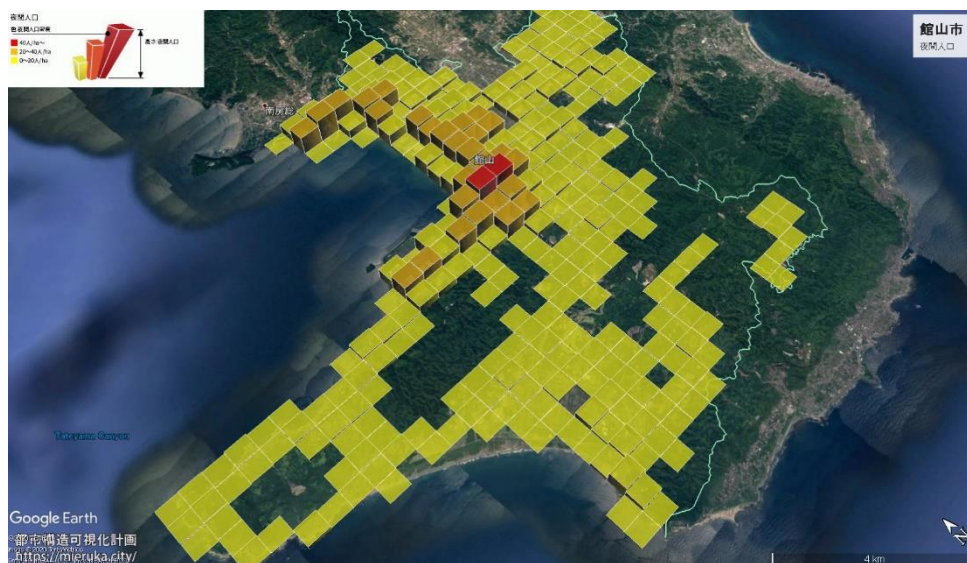 夜間人口
色:夜間人口密度
40人/ha～
20～40人/ha
0～20人/ha
高さ:夜間人口
館山市
夜間人口
南房総
館山
Tateyama Canyon
Google Earth
都市構造可視化計画
https://mieruka.city/
4 km
N